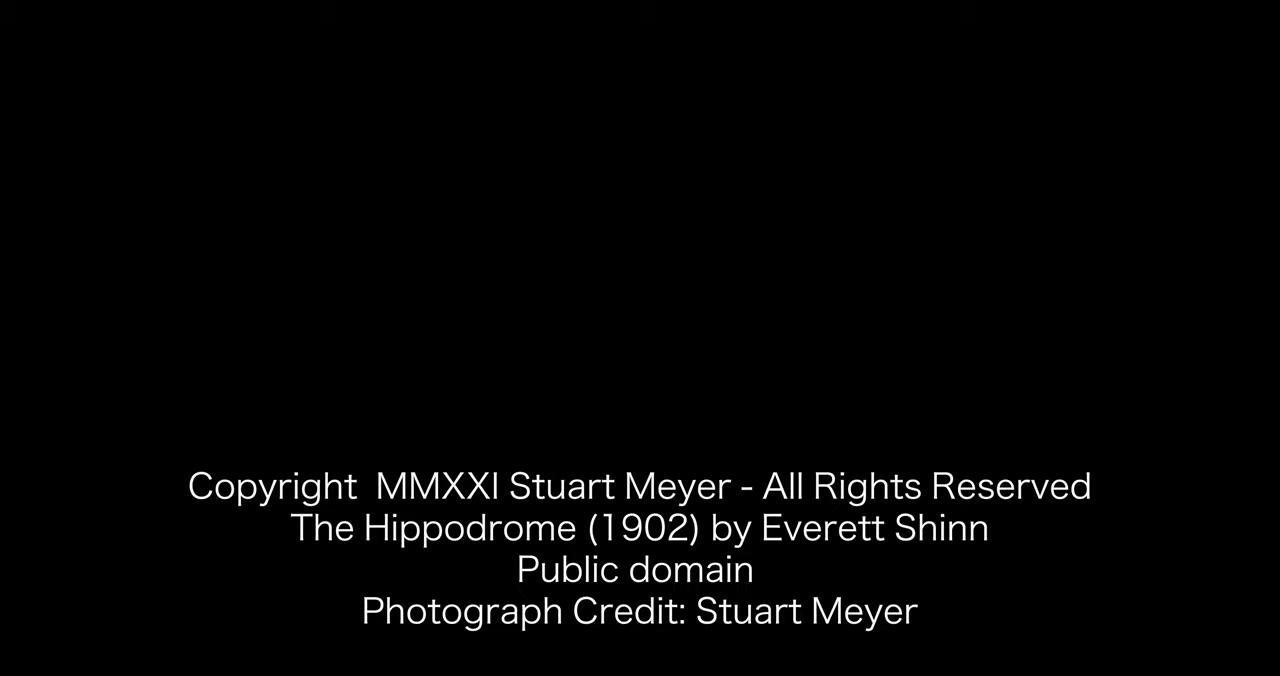 Copyright  MMXXI Stuart Meyer - All Rights Reserved
The Hippodrome (1902) by Everett Shinn
Public domain
Photograph Credit: Stuart Meyer